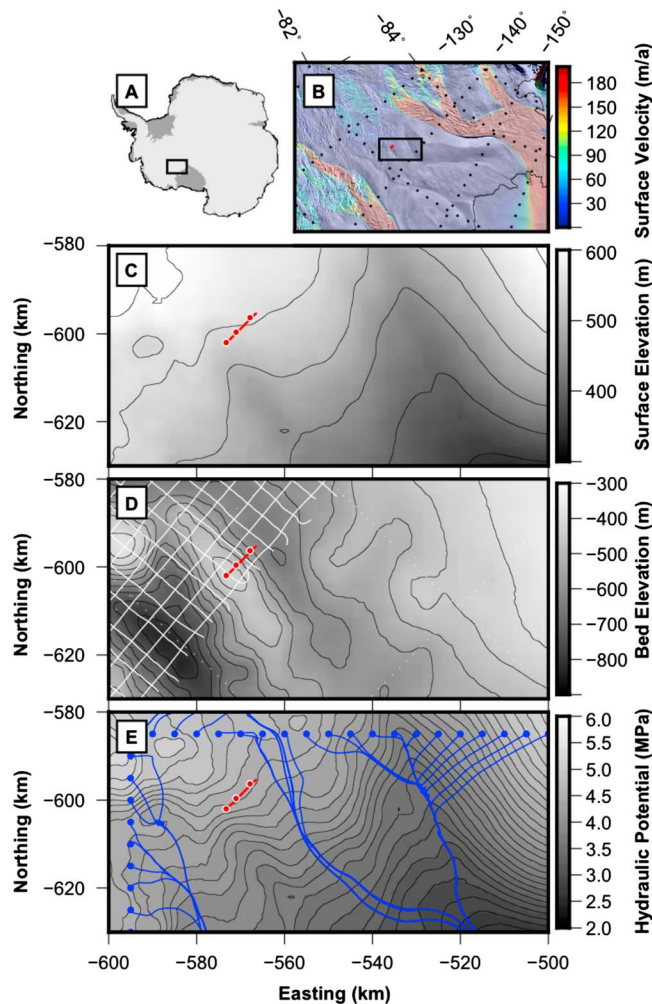 −82°
−84°
−130°
−140°
−150°
A
B
180
150
120
90
60
30
Surface Velocity (m/a)
−580
−600
−620
Northing (km)
C
600
500
400
Surface Elevation (m)
−580
−600
−620
Northing (km)
D
−300
−400
−500
−600
−700
−800
Bed Elevation (m)
−580
−600
−620
Northing (km)
E
6.0
5.5
5.0
4.5
4.0
3.5
3.0
2.5
2.0
Hydraulic Potential (MPa)
−600 −580 −560 −540 −520 −500
Easting (km)